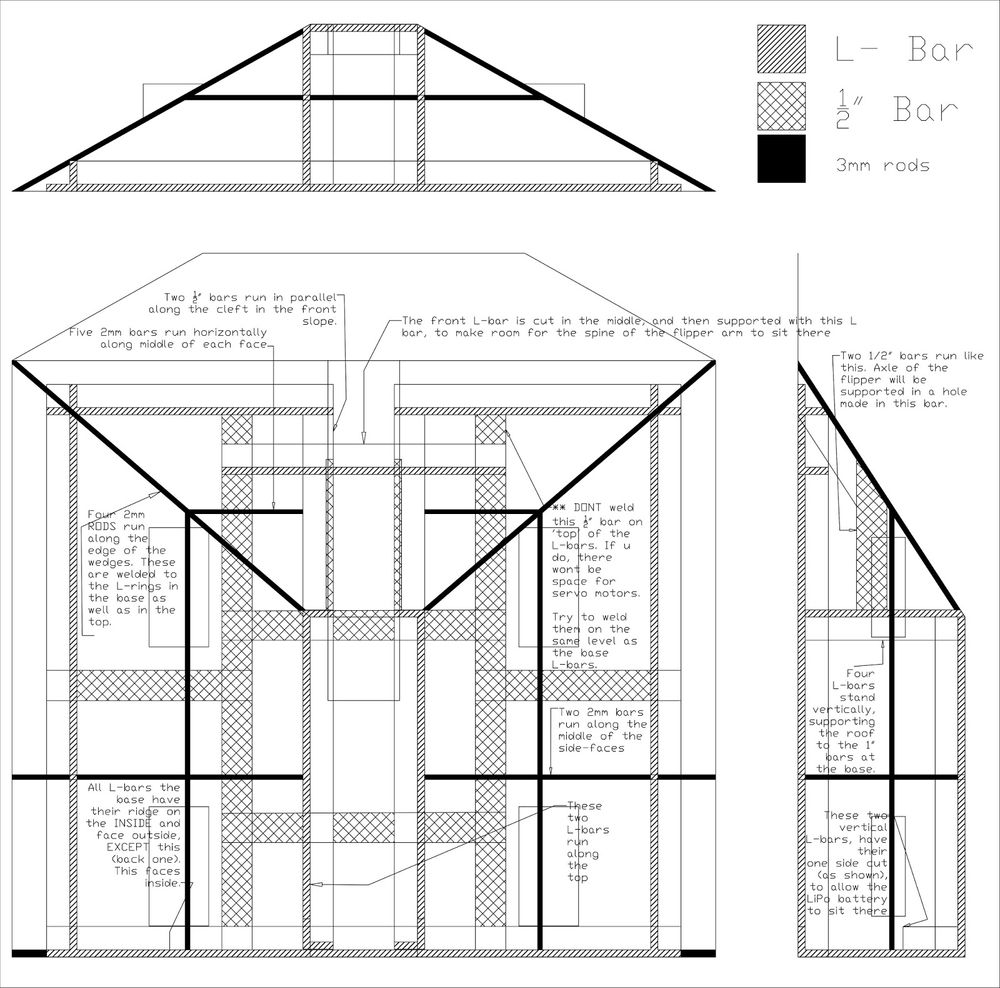 L- Bar
½" Bar
3mm rods
Two ½" bars run in parallel
along the cleft in the front
slope.
Five 2mm bars run horizontally
along middle of each face
The front L-bar is cut in the middle, and then supported with this L
bar, to make room for the spine of the flipper arm to sit there
Two 1/2" bars run like
this. Axle of the
flipper will be
supported in a hole
made in this bar.
Four 2mm
RODS run
along the
edge of the
wedges. These
are welded to
the L-rings in
the base as
well as in the
top.
** DONT weld
this ½" bar on
'top' of the
L-bars. If u
do, there
wont be
space for
servo motors.
Try to weld
them on the
same level as
the base
L-bars.
Four
L-bars
stand
vertically,
supporting
the roof
to the 1"
bars at
the base.
Two 2mm bars
run along the
middle of the
side-faces
All L-bars the
base have
their ridge on
the INSIDE and
face outside,
EXCEPT this
(back one).
This faces
inside.
These
two
L-bars
run
along
the
top
These two
vertical
L-bars, have
their
one side cut
(as shown),
to allow the
LiPo battery
to sit there